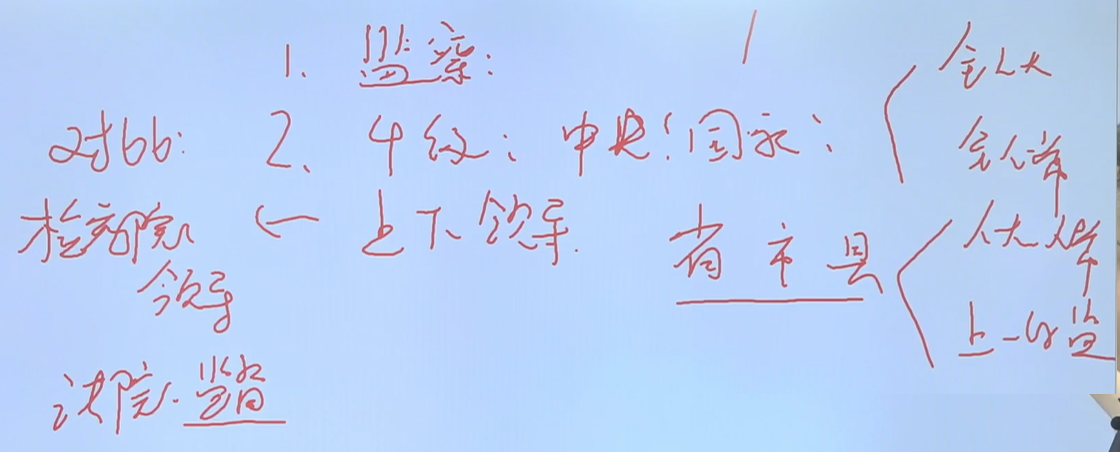 1. 监察:
全人大
对比: 2. 4级: 中央: 国家:
全人常
检察院 ← 上下领导. 省 市 县
人大 人常
领导
上一级监
法院. 监督